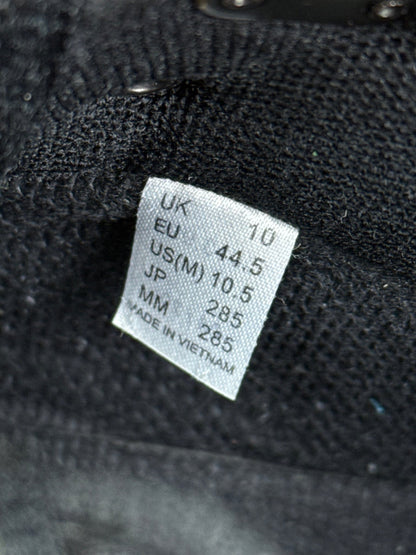 UK 10
EU 44.5
US(M) 10.5
JP 285
MM 285
MADE IN VIETNAM